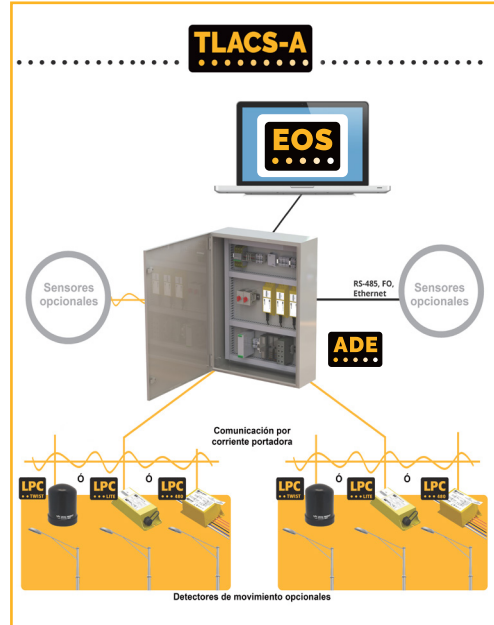 TLACS-A
EOS
Sensores
opcionales
RS-485, FO,
Ethernet
Sensores
opcionales
ADE
Comunicación por
corriente portadora
LPC
TWIST
Ó
LPC
LITE
Ó
LPC
480
LPC
TWIST
Ó
LPC
LITE
Ó
LPC
480
Detectores de movimiento opcionales